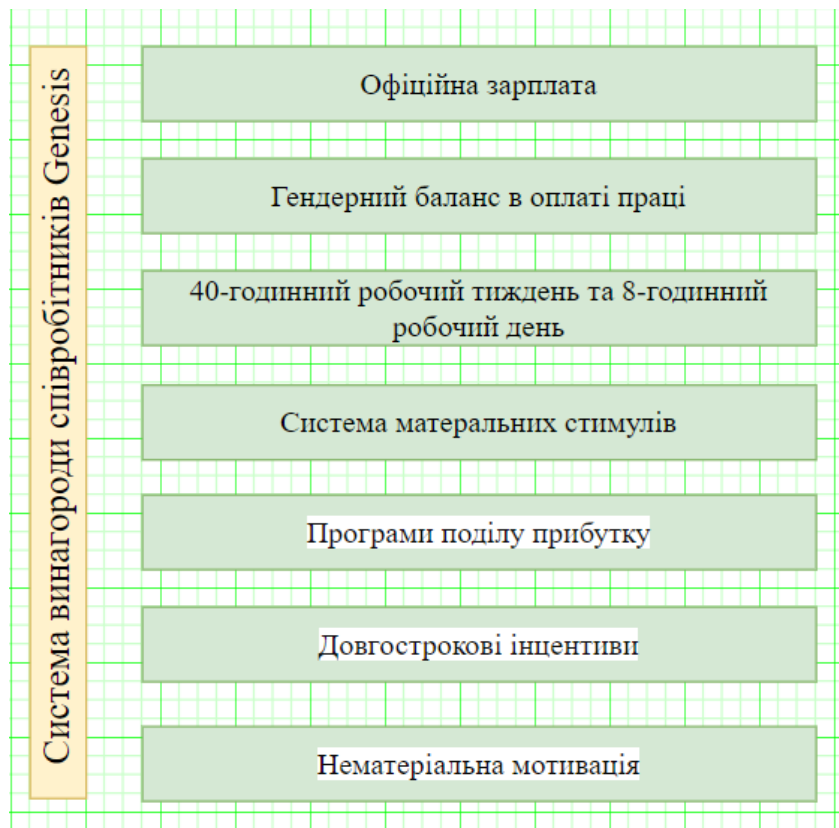 Система винагороди співробітників Genesis
Офіційна зарплата
Гендерний баланс в оплаті праці
40-годинний робочий тиждень та 8-годинний
робочий день
Система матеральних стимулів
Програми поділу прибутку
Довгострокові інцентиви
Нематеріальна мотивація